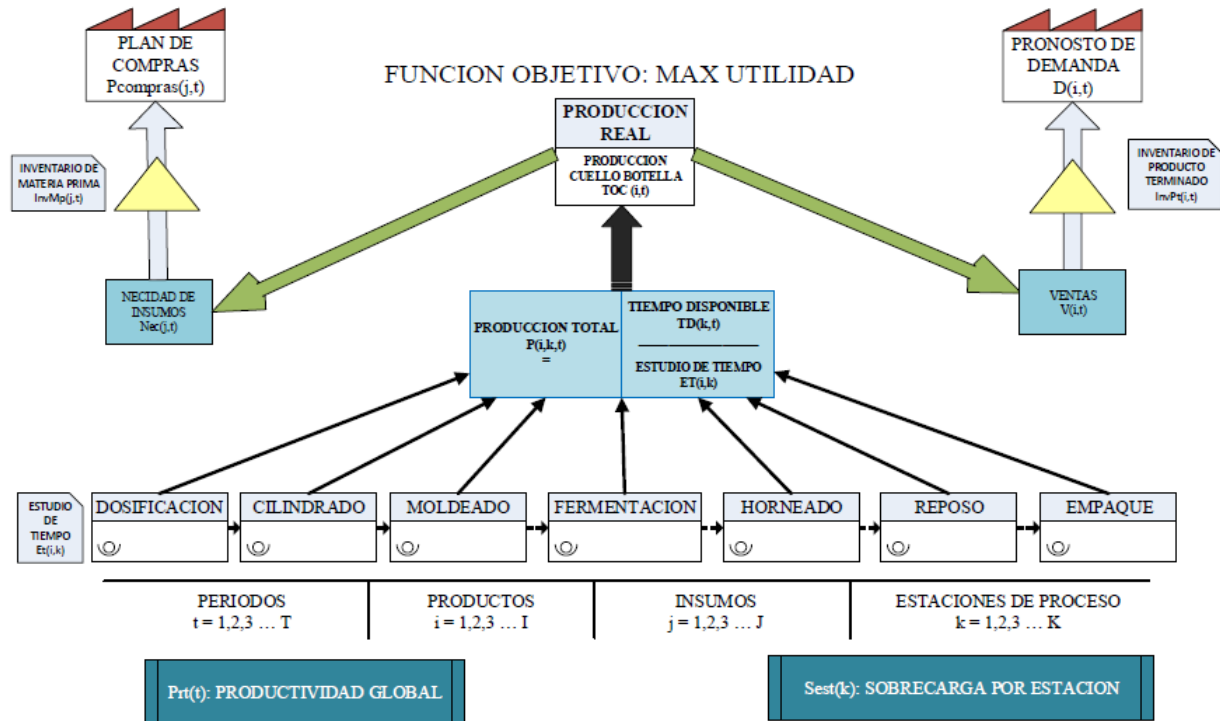 PLAN DE
COMPRAS
Pcompras(j,t)
PRONOSTO DE
DEMANDA
D(i,t)
FUNCION OBJETIVO: MAX UTILIDAD
PRODUCCION
REAL
PRODUCCION
CUELLO BOTELLA
TOC (i,t)
INVENTARIO DE
MATERIA PRIMA
InvMp(j,t)
INVENTARIO DE
PRODUCTO
TERMINADO
InvPt(i,t)
NECIDAD DE
INSUMOS
Nec(j,t)
VENTAS
V(i,t)
PRODUCCION TOTAL
P(i,k,t)
=
TIEMPO DISPONIBLE
TD(k,t)
ESTUDIO DE TIEMPO
ET(i,k)
ESTUDIO
DE
TIEMPO
Et(i,k)
DOSIFICACION
CILINDRADO
MOLDEADO
FERMENTACION
HORNEADO
REPOSO
EMPAQUE
PERIODOS
t = 1,2,3 ... T
PRODUCTOS
i = 1,2,3 ... I
INSUMOS
j = 1,2,3 ... J
ESTACIONES DE PROCESO
k = 1,2,3 ... K
Prt(t): PRODUCTIVIDAD GLOBAL
Sest(k): SOBRECARGA POR ESTACION